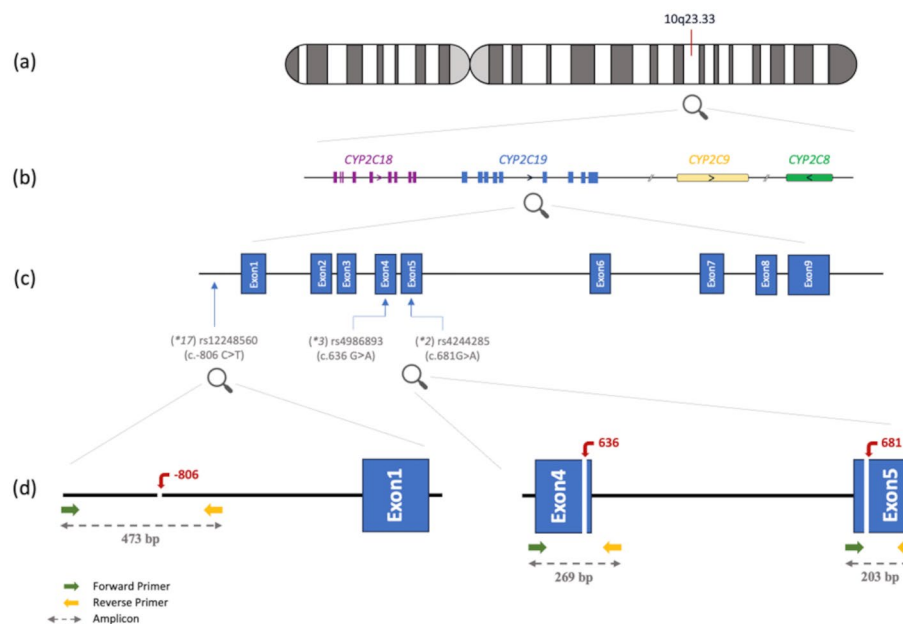 10q23.33
(a)
CYP2C18 CYP2C19 CYP2C9 CYP2C8
(b)
(c)
Exon1 Exon2 Exon3 Exon4 Exon5 Exon6 Exon7 Exon8 Exon9
(*17) rs12248560
(c.-806 C>T)
(*3) rs4986893
(c.636 G>A)
(*2) rs4244285
(c.681G>A)
(d)
-806
636
681
Exon1
Exon4
Exon5
473 bp
269 bp
203 bp
Forward Primer
Reverse Primer
Amplicon